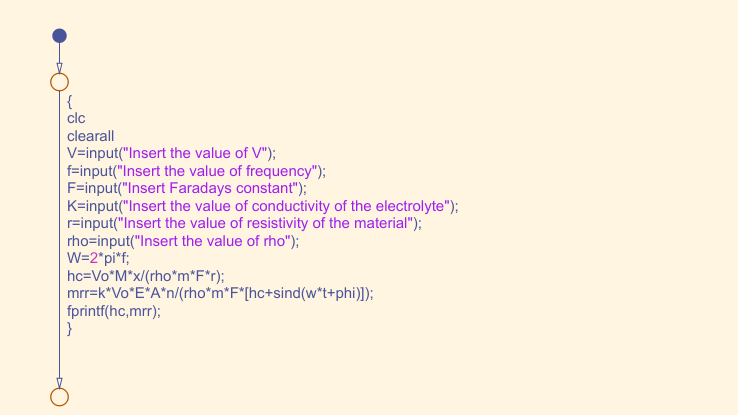 {
clc
clearall
V=input("Insert the value of V");
f=input("Insert the value of frequency");
F=input("Insert Faradays constant");
K=input("Insert the value of conductivity of the electrolyte");
r=input("Insert the value of resistivity of the material");
rho=input("Insert the value of rho");
W=2*pi*f;
hc=Vo*M*x/(rho*m*F*r);
mrr=k*Vo*E*A*n/(rho*m*F*[hc+sind(w*t+phi)]);
fprintf(hc,mrr);
}